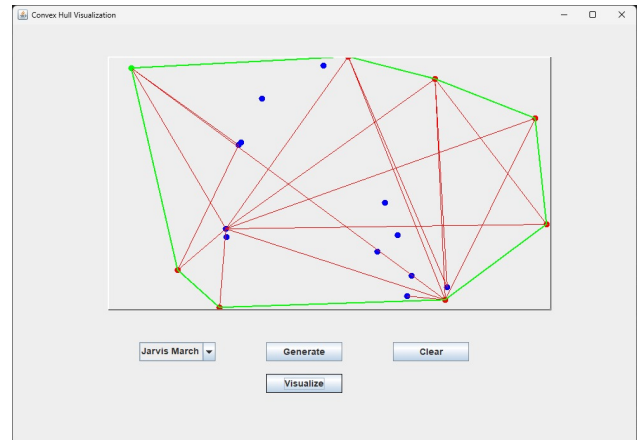 Convex Hull Visualization
Jarvis March
Generate
Clear
Visualize